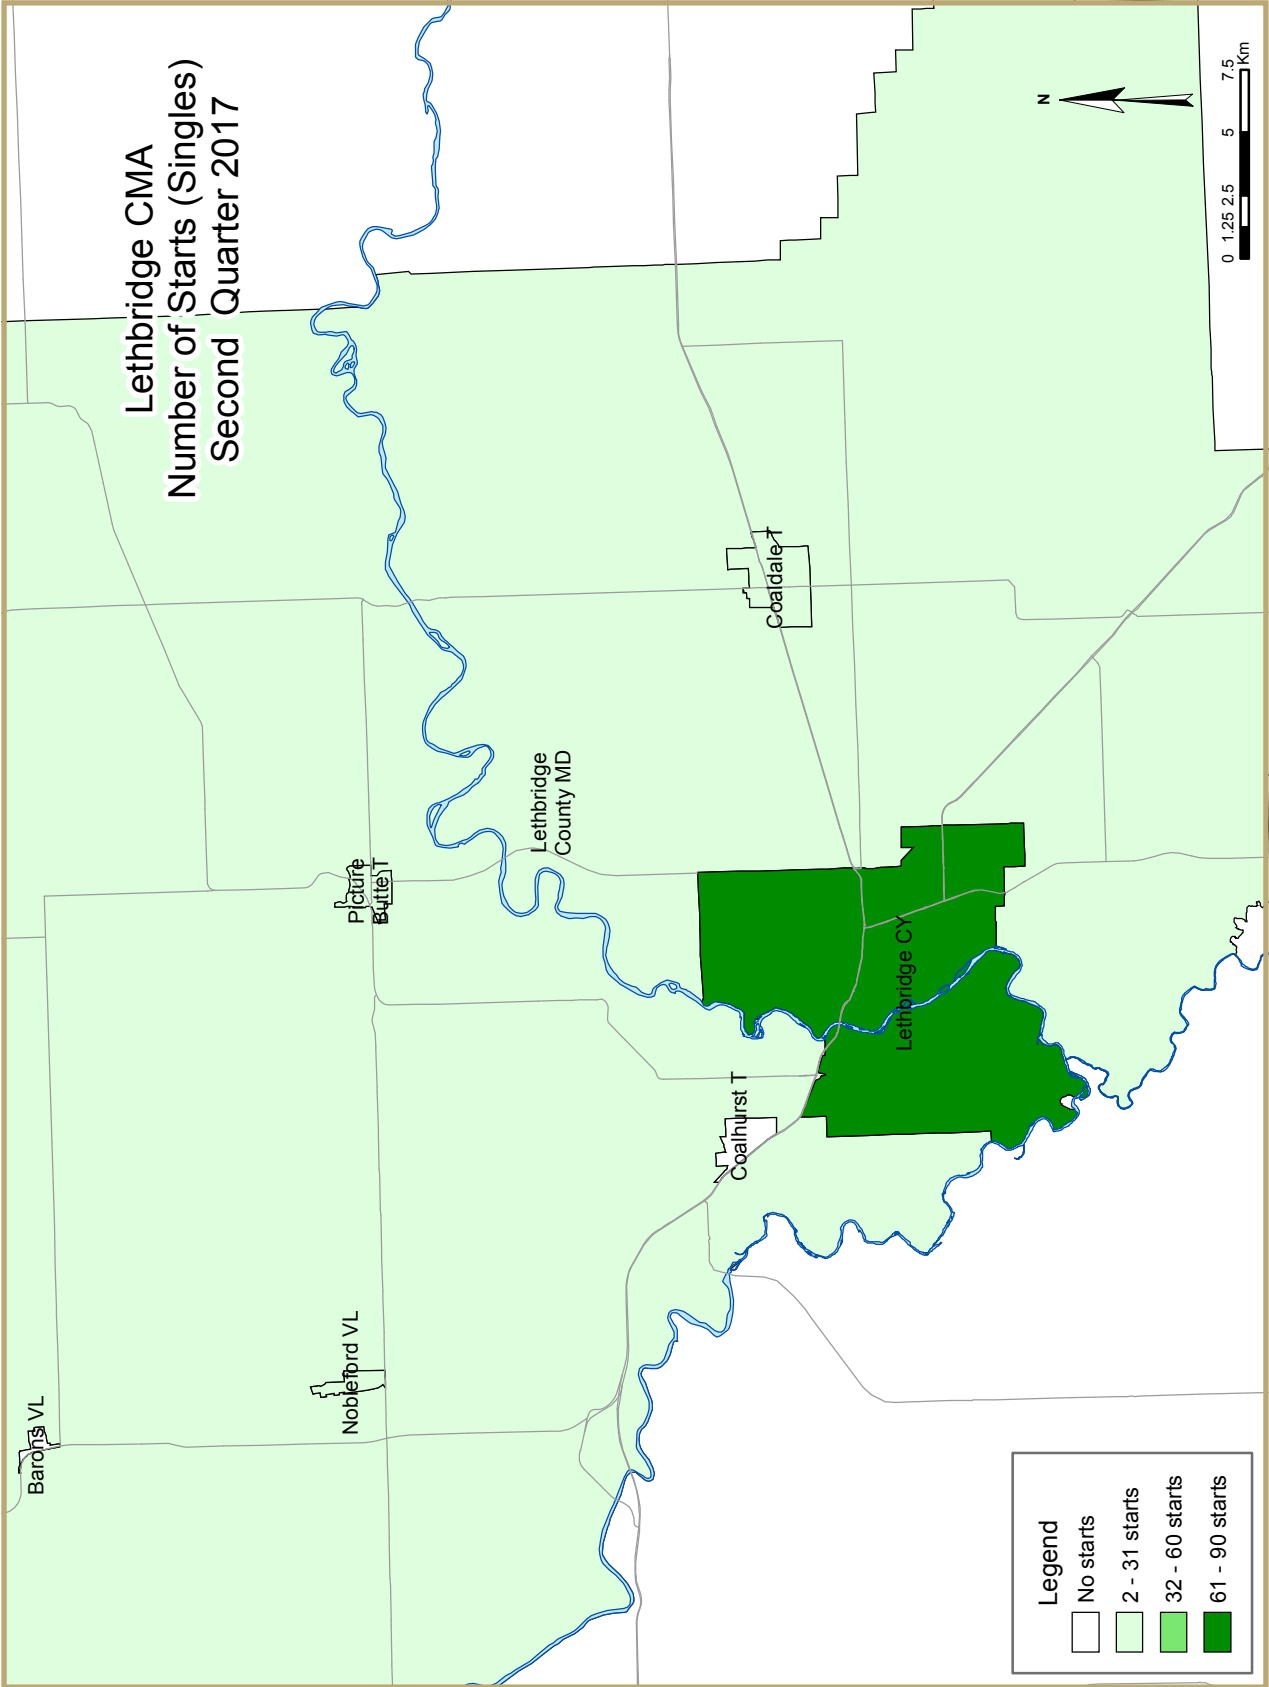 Lethbridge CMA
Number of Starts (Singles)
Second Quarter 2017
Barons VL
Nobleford VL
Picture
Butte T
Lethbridge
County MD
Coalhurst T
Coaldale T
Lethbridge CY
Legend
No starts
2 - 31 starts
32 - 60 starts
61 - 90 starts
N
0 1.25 2.5 5 7.5
Km